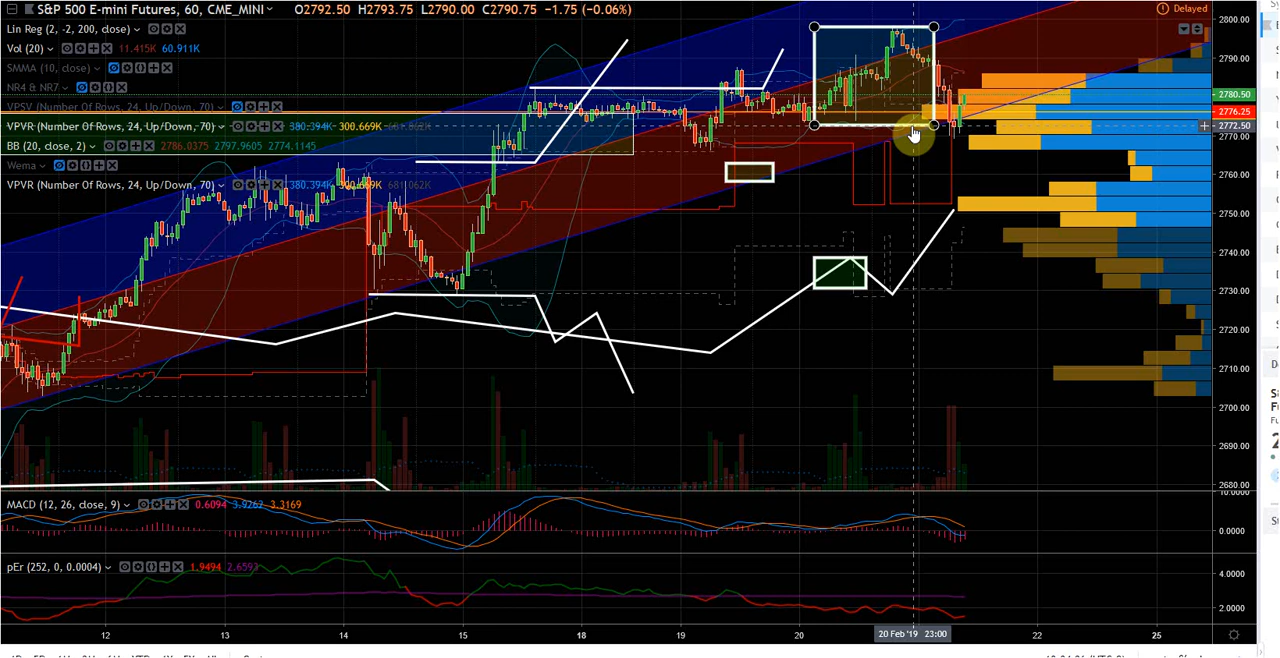 S&P 500 E-mini Futures, 60, CME_MINI O2792.50 H2793.75 L2790.00 C2790.75 −1.75 (−0.06%) Delayed
Lin Reg (2, -2, 200, close)
Vol (20) 11.415K 60.911K
SMMA (10, close)
NR4 & NR7
VPSV (Number Of Rows, 24, Up/Down, 70)
VPVR (Number Of Rows, 24, Up/Down, 70) 380.394K 300.669K 681.062K
BB (20, close, 2) 2786.0375 2797.9605 2774.1145
Wema
VPVR (Number Of Rows, 24, Up/Down, 70) 380.394K 300.669K 681.062K
2800.00
2790.00
2780.50
2776.25
2772.50
2770.00
2760.00
2750.00
2740.00
2730.00
2720.00
2710.00
2700.00
2690.00
2680.00
MACD (12, 26, close, 9) 0.6094 3.9262 3.3169
10.0000
0.0000
pEr (252, 0, 0.0004) 1.9494 2.6593
4.0000
2.0000
12 13 14 15 18 19 20 20 Feb '19 23:00 22 25